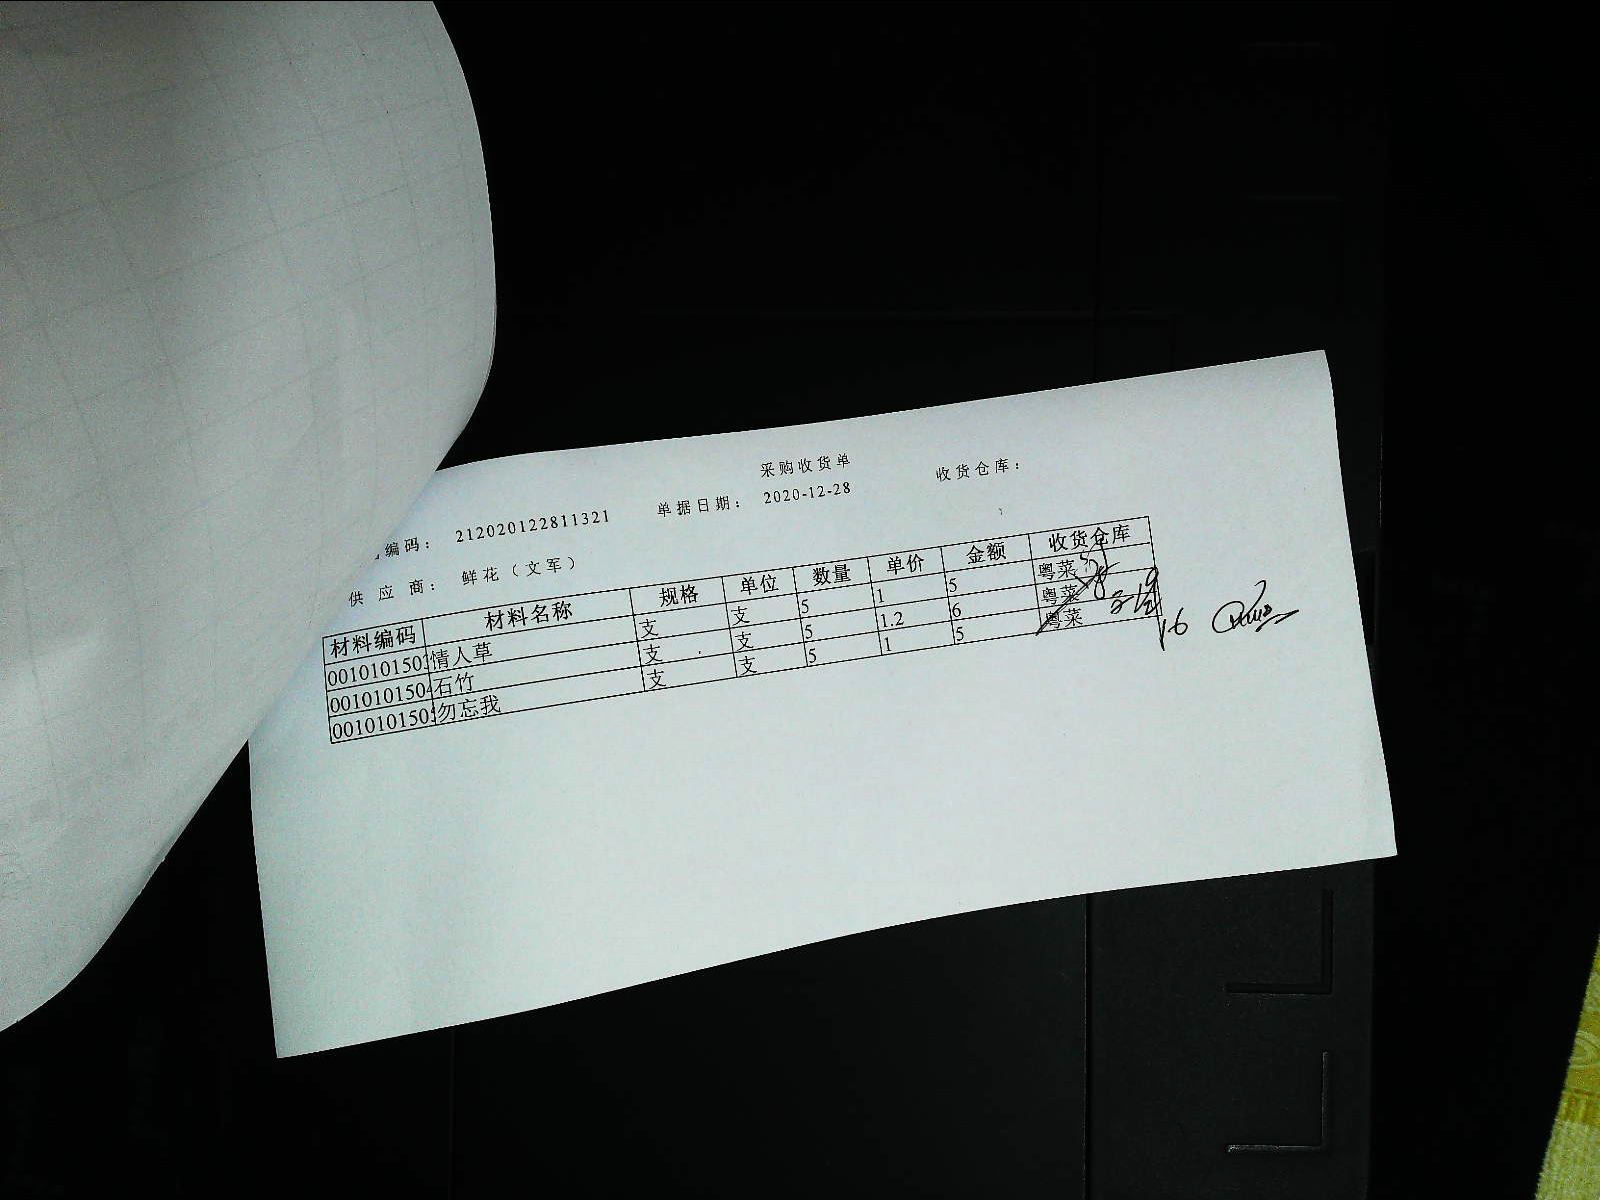 采购收货单
编码： 212020122811321 单据日期： 2020-12-28 收货仓库：
供 应 商： 鲜花（文军）
材料编码 材料名称 规格 单位 数量 单价 金额 收货仓库
001010150 情人草 支 支 5 1 5 粤菜
001010150 石竹 支 支 5 1.2 6 粤菜
001010150 勿忘我 支 支 5 1 5 粤菜
16